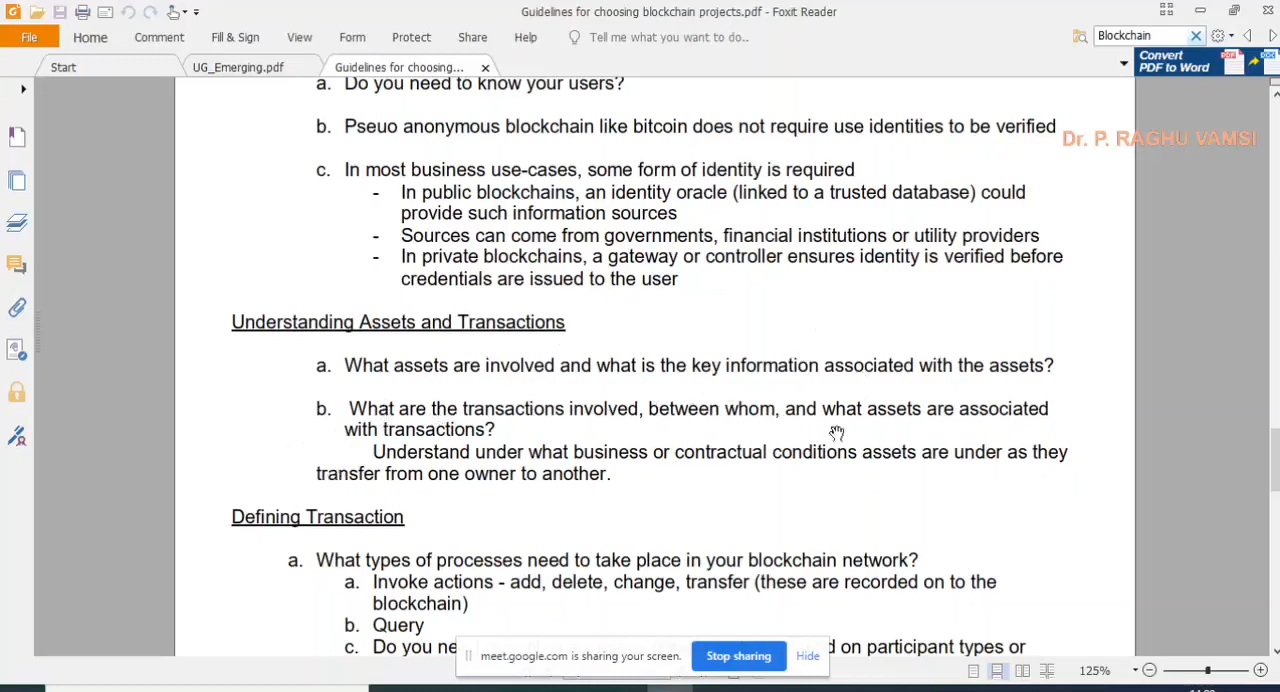 Guidelines for choosing blockchain projects.pdf - Foxit Reader
File Home Comment Fill & Sign View Form Protect Share Help Tell me what you want to do.. Blockchain
Start UG_Emerging.pdf Guidelines for choosing... Convert
PDF to Word
a. Do you need to know your users?
b. Pseuo anonymous blockchain like bitcoin does not require use identities to be verified
Dr. P. RAGHU VAMSI
c. In most business use-cases, some form of identity is required
- In public blockchains, an identity oracle (linked to a trusted database) could
provide such information sources
- Sources can come from governments, financial institutions or utility providers
- In private blockchains, a gateway or controller ensures identity is verified before
credentials are issued to the user
Understanding Assets and Transactions
a. What assets are involved and what is the key information associated with the assets?
b. What are the transactions involved, between whom, and what assets are associated
with transactions?
Understand under what business or contractual conditions assets are under as they
transfer from one owner to another.
Defining Transaction
a. What types of processes need to take place in your blockchain network?
a. Invoke actions - add, delete, change, transfer (these are recorded on to the
blockchain)
b. Query
c. Do you ne d on participant types or
meet.google.com is sharing your screen. Stop sharing Hide
125%